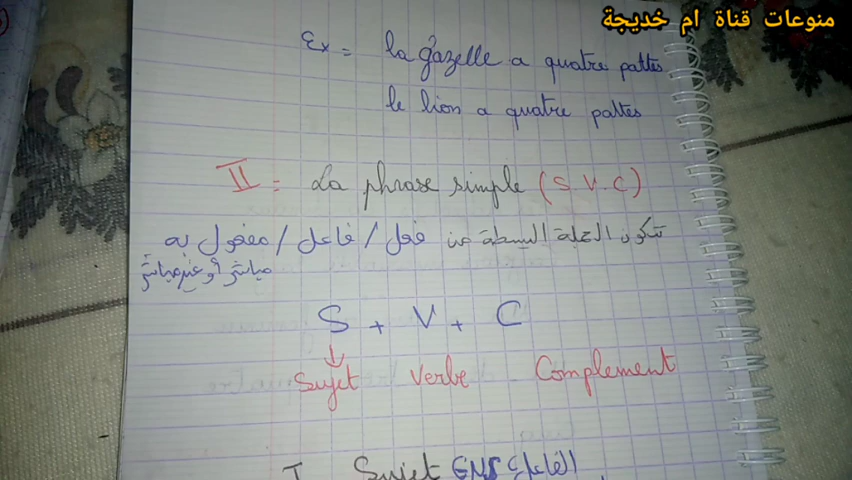 منوعات قناة ام خديجة
Ex = la gazelle a quatre pattes
le lion a quatre pattes
II = La phrase simple (S V C)
تتكون الجملة البسيطة من فعل / فاعل / مفعول به
مباشر أو غير مباشر
S + V + C
↓
Sujet Verbe Complement
I Sujet GNS الفاعل